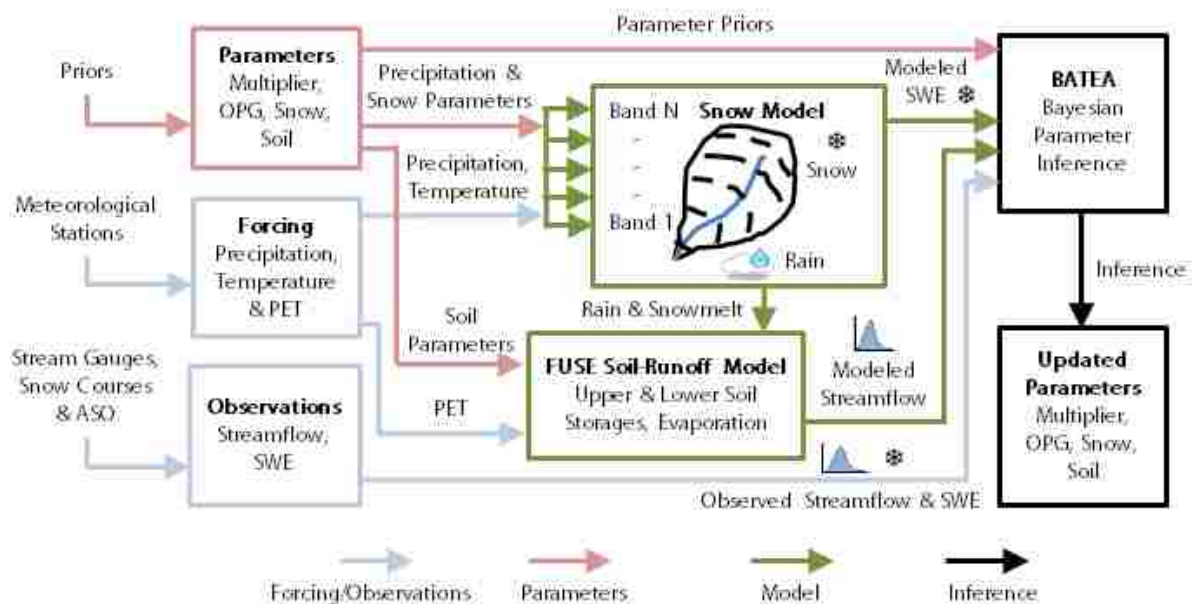 Parameter Priors
Priors
Parameters
Multiplier,
OPG, Snow,
Soil
Precipitation &
Snow Parameters
Precipitation,
Temperature
Band N
-
-
-
Band 1
Snow Model
Snow
Rain
Modeled
SWE ❄
BATEA
Bayesian
Parameter
Inference
Meteorological
Stations
Forcing
Precipitation,
Temperature
& PET
Soil
Parameters
Rain & Snowmelt
Inference
Stream Gauges,
Snow Courses
& ASO
Observations
Streamflow,
SWE
PET
FUSE Soil-Runoff Model
Upper & Lower Soil
Storages, Evaporation
Modeled
Streamflow
Updated
Parameters
Multiplier,
OPG, Snow,
Soil
Observed Streamflow & SWE
Forcing/Observations
Parameters
Model
Inference